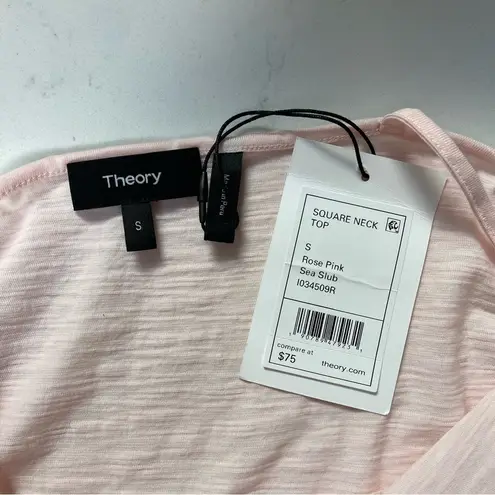 Theory
S
SQUARE NECK
TOP
S
Rose Pink
Sea Slub
I034509R
compare at
$75
theory.com